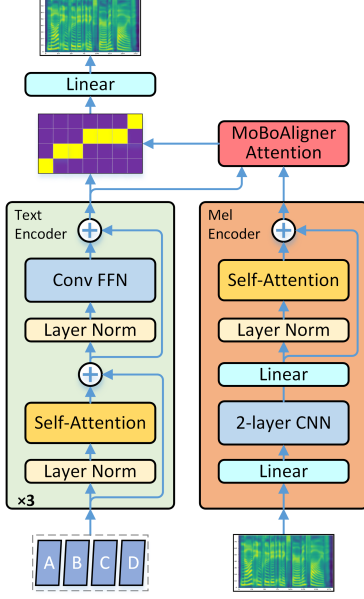 Linear
MoBoAligner
Attention
Text
Encoder
Conv FFN
Layer Norm
Self-Attention
Layer Norm
×3
A B C D
Mel
Encoder
Self-Attention
Layer Norm
Linear
2-layer CNN
Linear